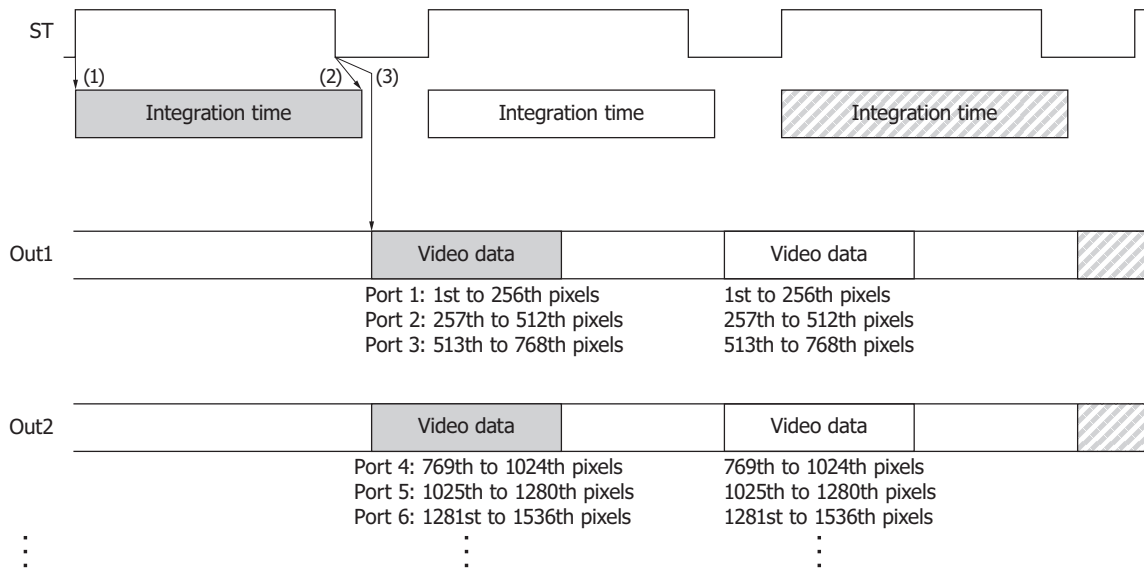 ST
(1) (2) (3)
Integration time Integration time Integration time
Out1 Video data Video data
Port 1: 1st to 256th pixels 1st to 256th pixels
Port 2: 257th to 512th pixels 257th to 512th pixels
Port 3: 513th to 768th pixels 513th to 768th pixels
Out2 Video data Video data
Port 4: 769th to 1024th pixels 769th to 1024th pixels
Port 5: 1025th to 1280th pixels 1025th to 1280th pixels
Port 6: 1281st to 1536th pixels 1281st to 1536th pixels
⋮ ⋮ ⋮